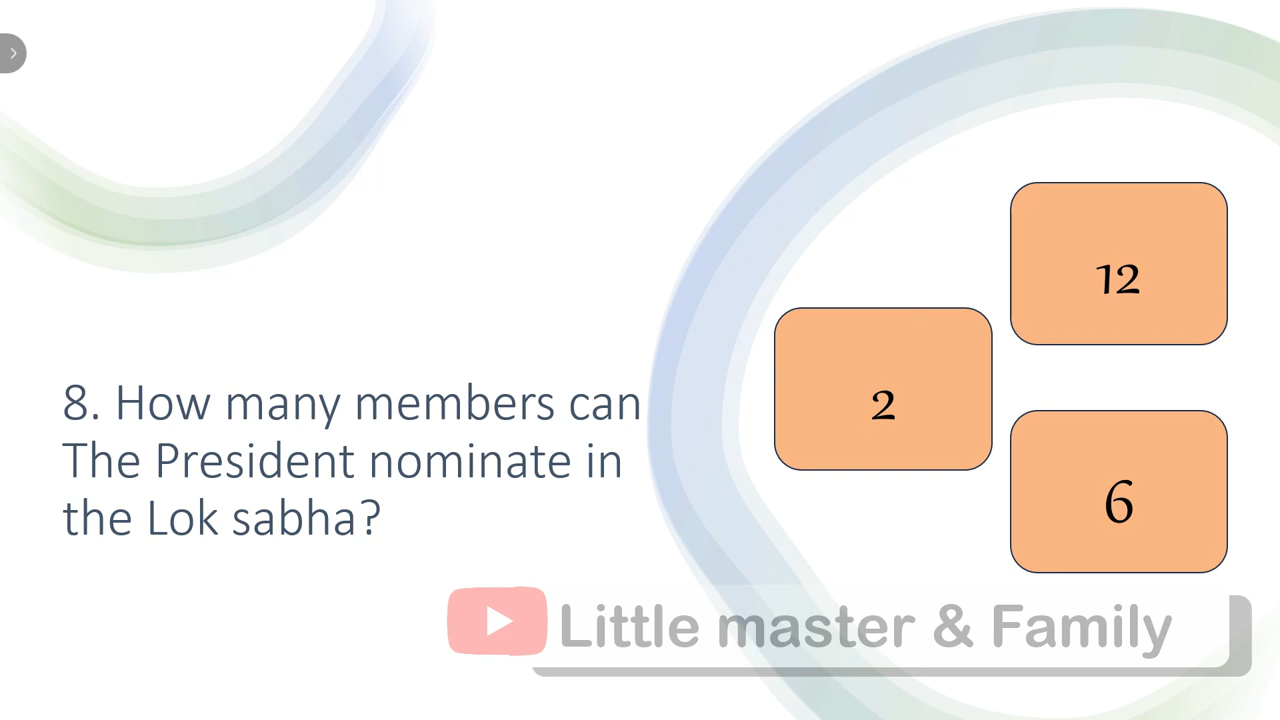 8. How many members can
The President nominate in
the Lok sabha?
12
2
6
Little master & Family